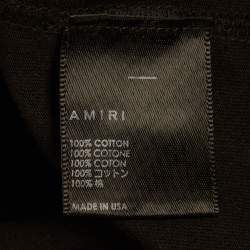 AMIRI
100% COTTON
100% COTONE
100% COTON
100% コットン
100% 棉
MADE IN USA